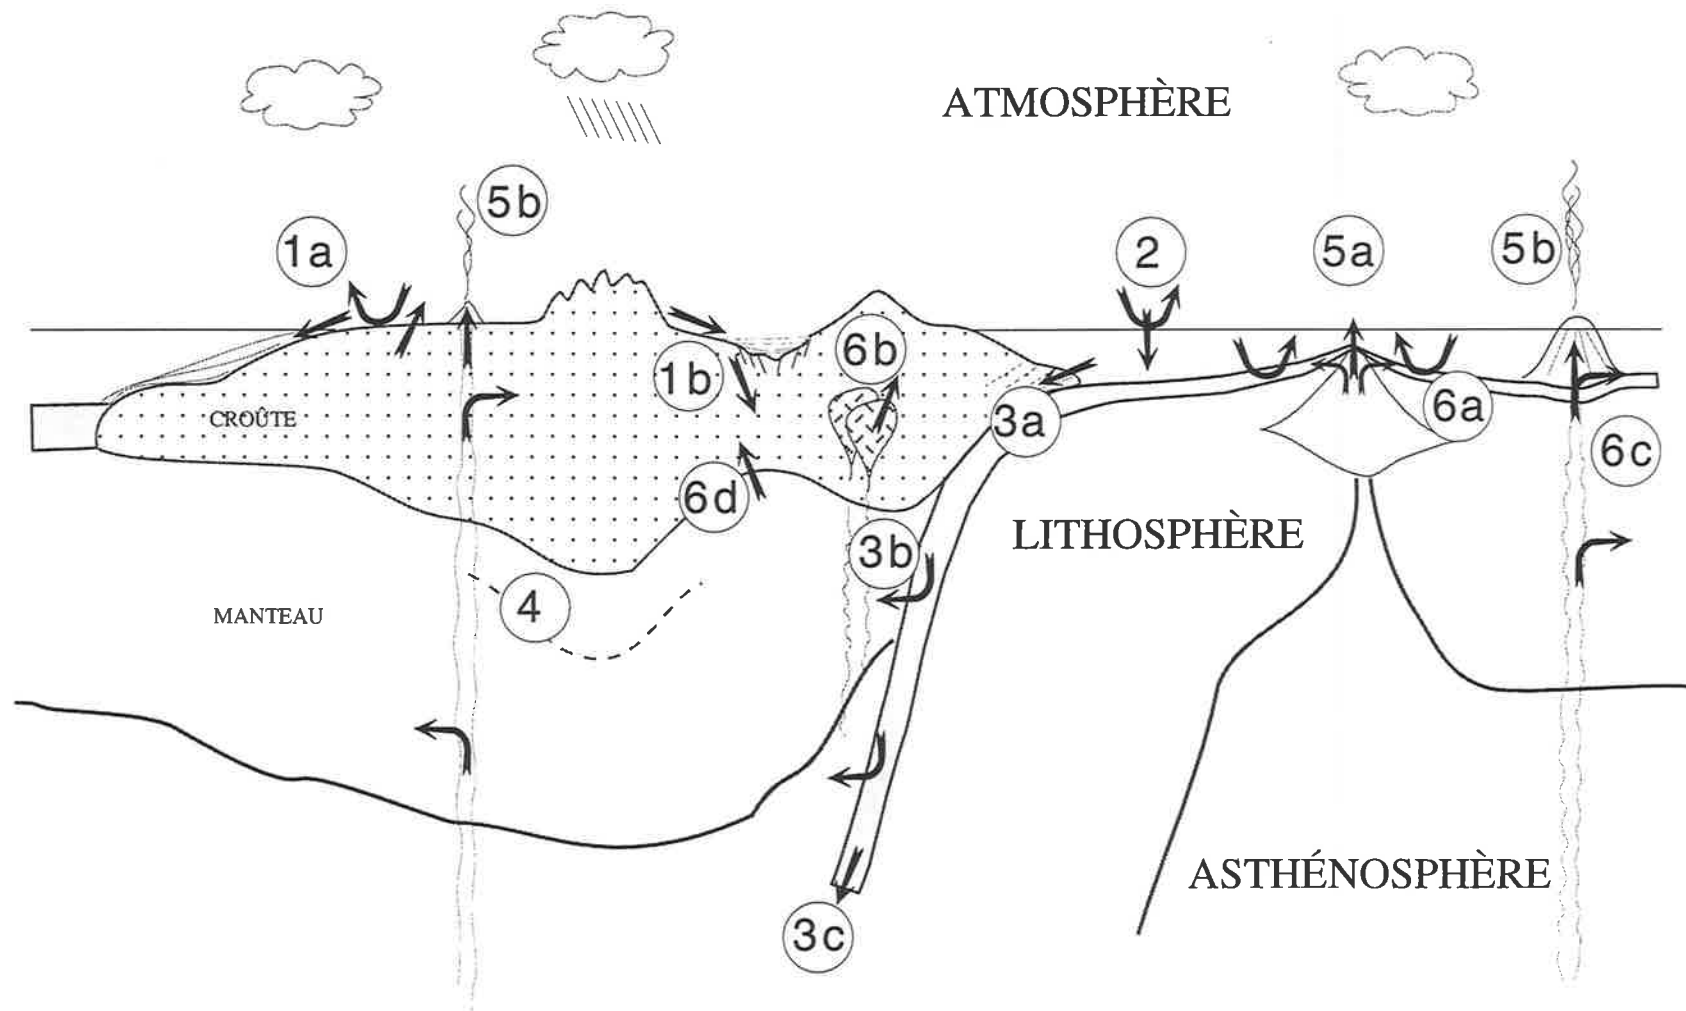 ATMOSPHÈRE
5b
1a
2
5a
5b
6b
1b
CROÛTE
3a
6a
6c
6d
LITHOSPHÈRE
3b
4
MANTEAU
ASTHÉNOSPHÈRE
3c